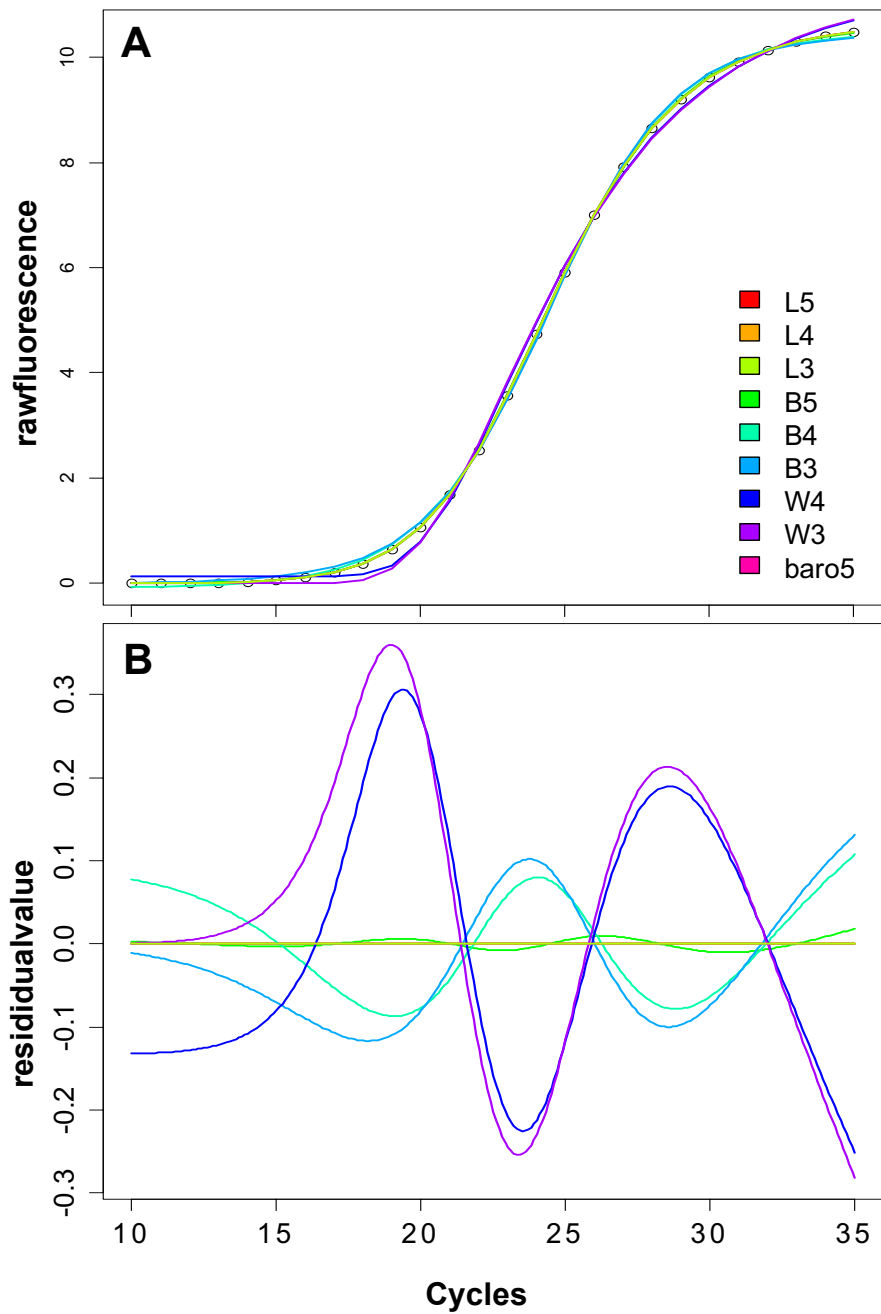 A
rawfluorescence
0
2
4
6
8
10
L5
L4
L3
B5
B4
B3
W4
W3
baro5
B
resididualvalue
0.3
0.2
0.1
0.0
-0.1
-0.2
-0.3
10 15 20 25 30 35
Cycles